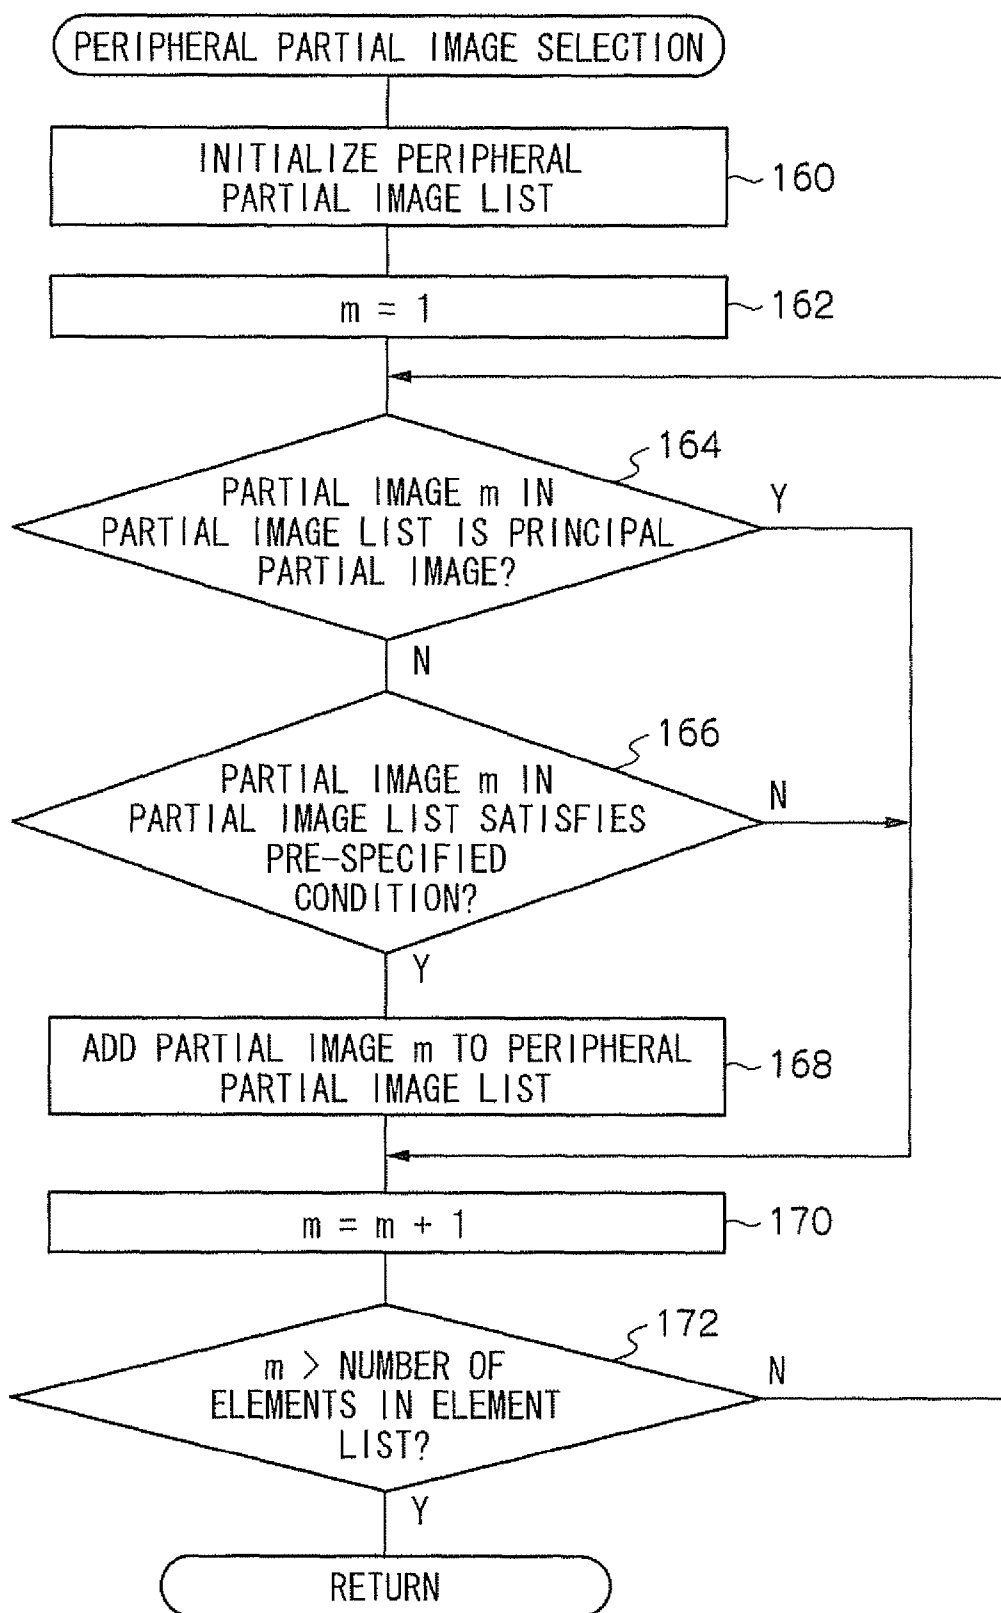 PERIPHERAL PARTIAL IMAGE SELECTION
INITIALIZE PERIPHERAL
PARTIAL IMAGE LIST
160
m = 1
162
164
PARTIAL IMAGE m IN
PARTIAL IMAGE LIST IS PRINCIPAL
PARTIAL IMAGE?
Y
N
166
PARTIAL IMAGE m IN
PARTIAL IMAGE LIST SATISFIES
PRE-SPECIFIED
CONDITION?
N
Y
ADD PARTIAL IMAGE m TO PERIPHERAL
PARTIAL IMAGE LIST
168
m = m + 1
170
172
m > NUMBER OF
ELEMENTS IN ELEMENT
LIST?
N
Y
RETURN